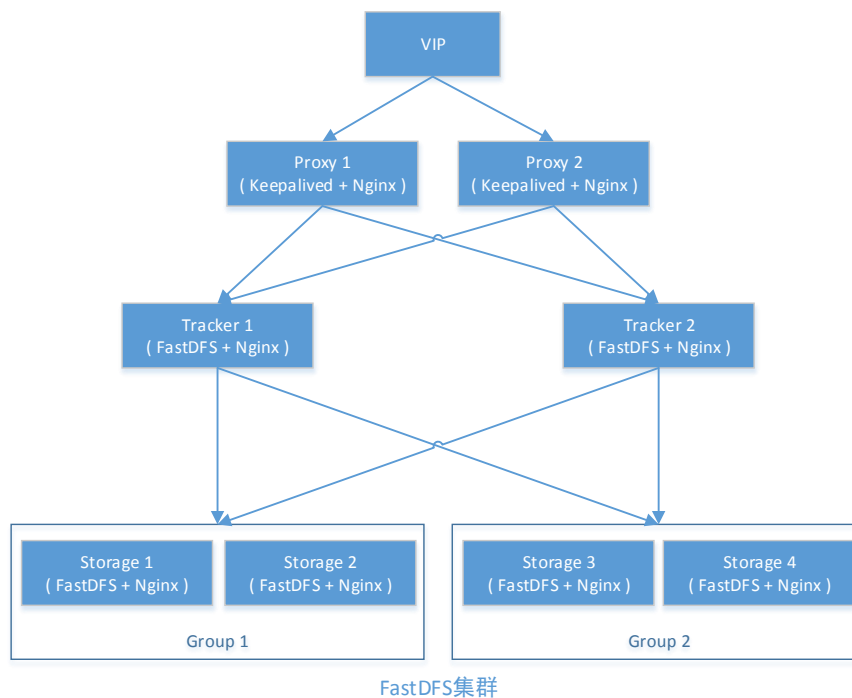 VIP
Proxy 1
( Keepalived + Nginx )
Proxy 2
( Keepalived + Nginx )
Tracker 1
( FastDFS + Nginx )
Tracker 2
( FastDFS + Nginx )
Storage 1
( FastDFS + Nginx )
Storage 2
( FastDFS + Nginx )
Group 1
Storage 3
( FastDFS + Nginx )
Storage 4
( FastDFS + Nginx )
Group 2
FastDFS集群